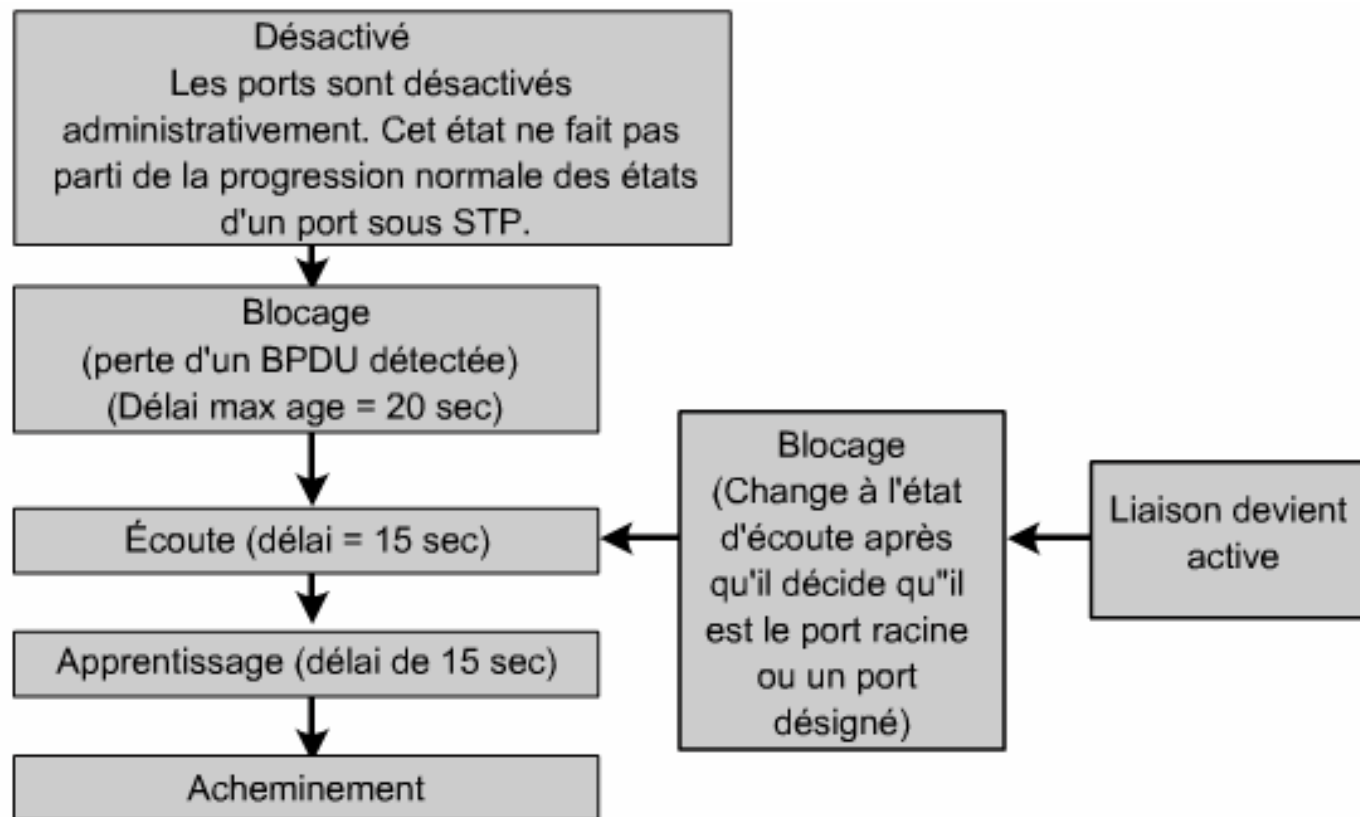 Désactivé
Les ports sont désactivés
administrativement. Cet état ne fait pas
parti de la progression normale des états
d'un port sous STP.
Blocage
(perte d'un BPDU détectée)
(Délai max age = 20 sec)
Écoute (délai = 15 sec)
Apprentissage (délai de 15 sec)
Acheminement
Blocage
(Change à l'état
d'écoute après
qu'il décide qu"il
est le port racine
ou un port
désigné)
Liaison devient
active